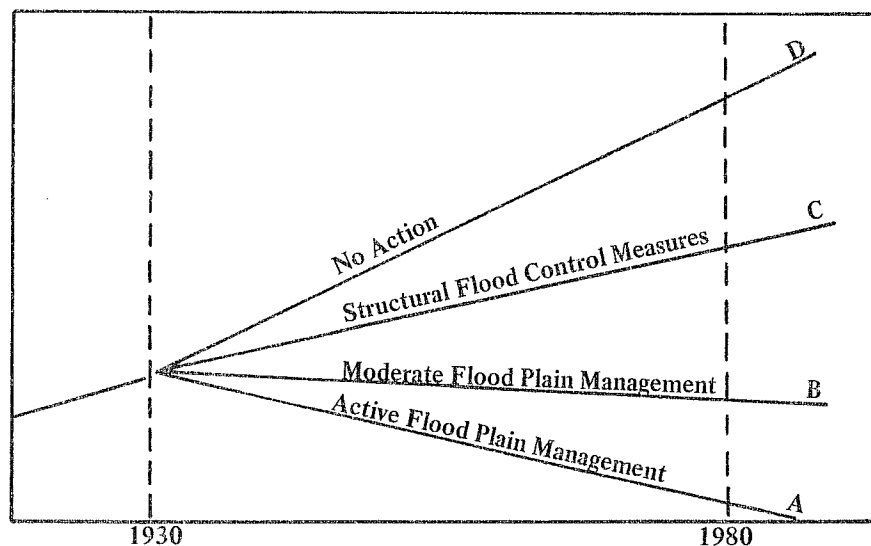 D
No Action
C
Structural Flood Control Measures
Moderate Flood Plain Management
B
Active Flood Plain Management
A
1930
1980